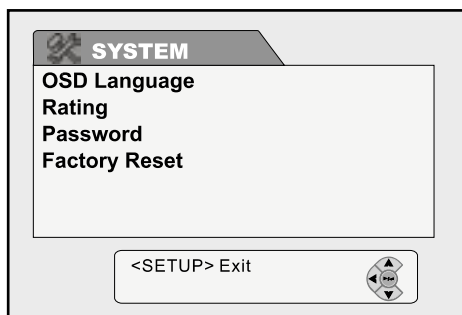 SYSTEM
OSD Language
Rating
Password
Factory Reset
<SETUP> Exit